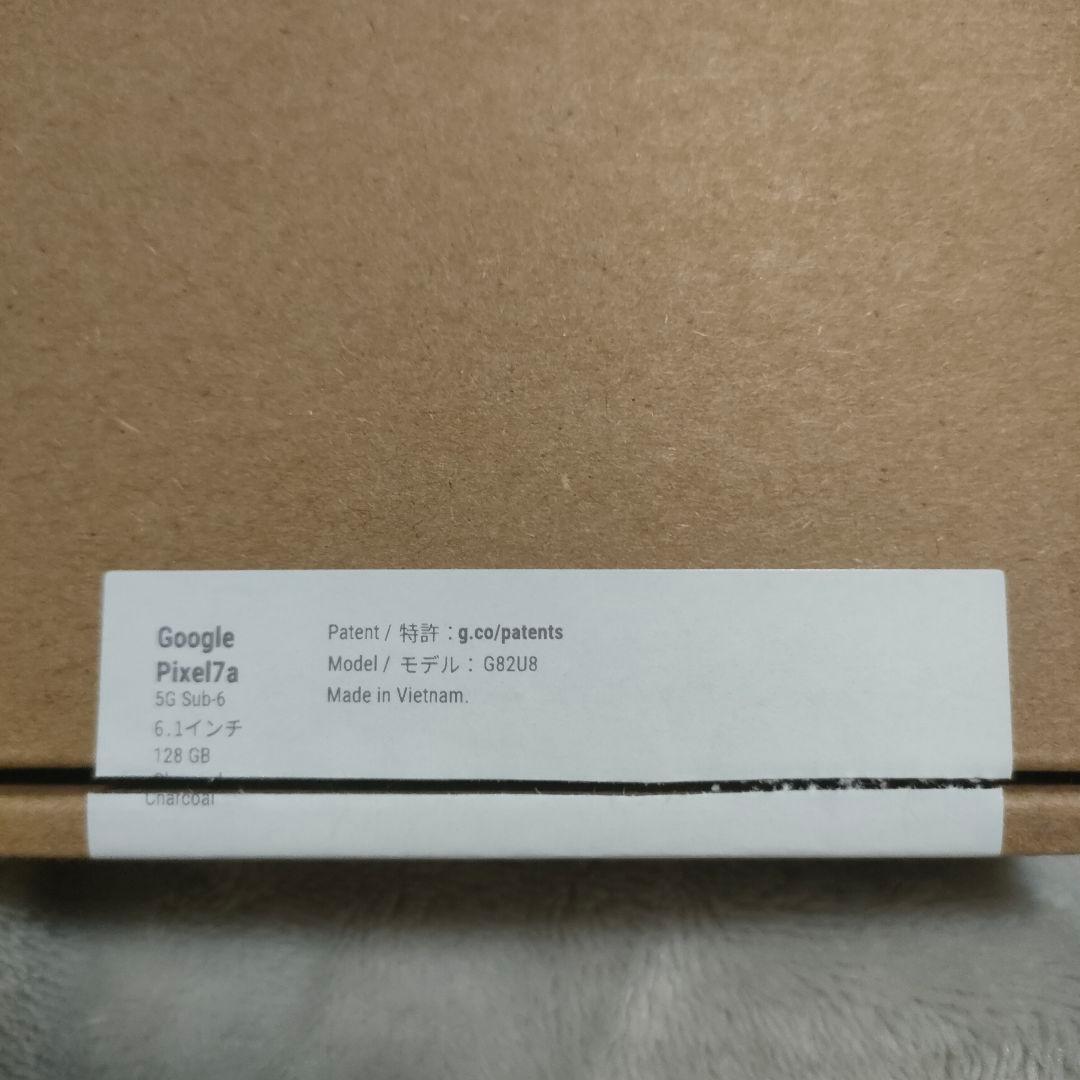 Google
Pixel7a
5G Sub-6
6.1インチ
128 GB
Charcoal
Patent / 特許：g.co/patents
Model / モデル： G82U8
Made in Vietnam.